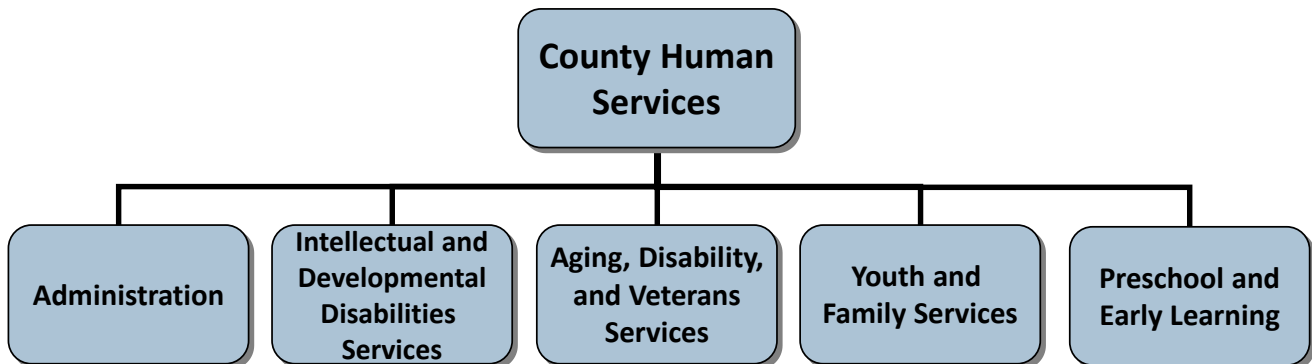 County Human
Services
Administration
Intellectual and
Developmental
Disabilities
Services
Aging, Disability,
and Veterans
Services
Youth and
Family Services
Preschool and
Early Learning